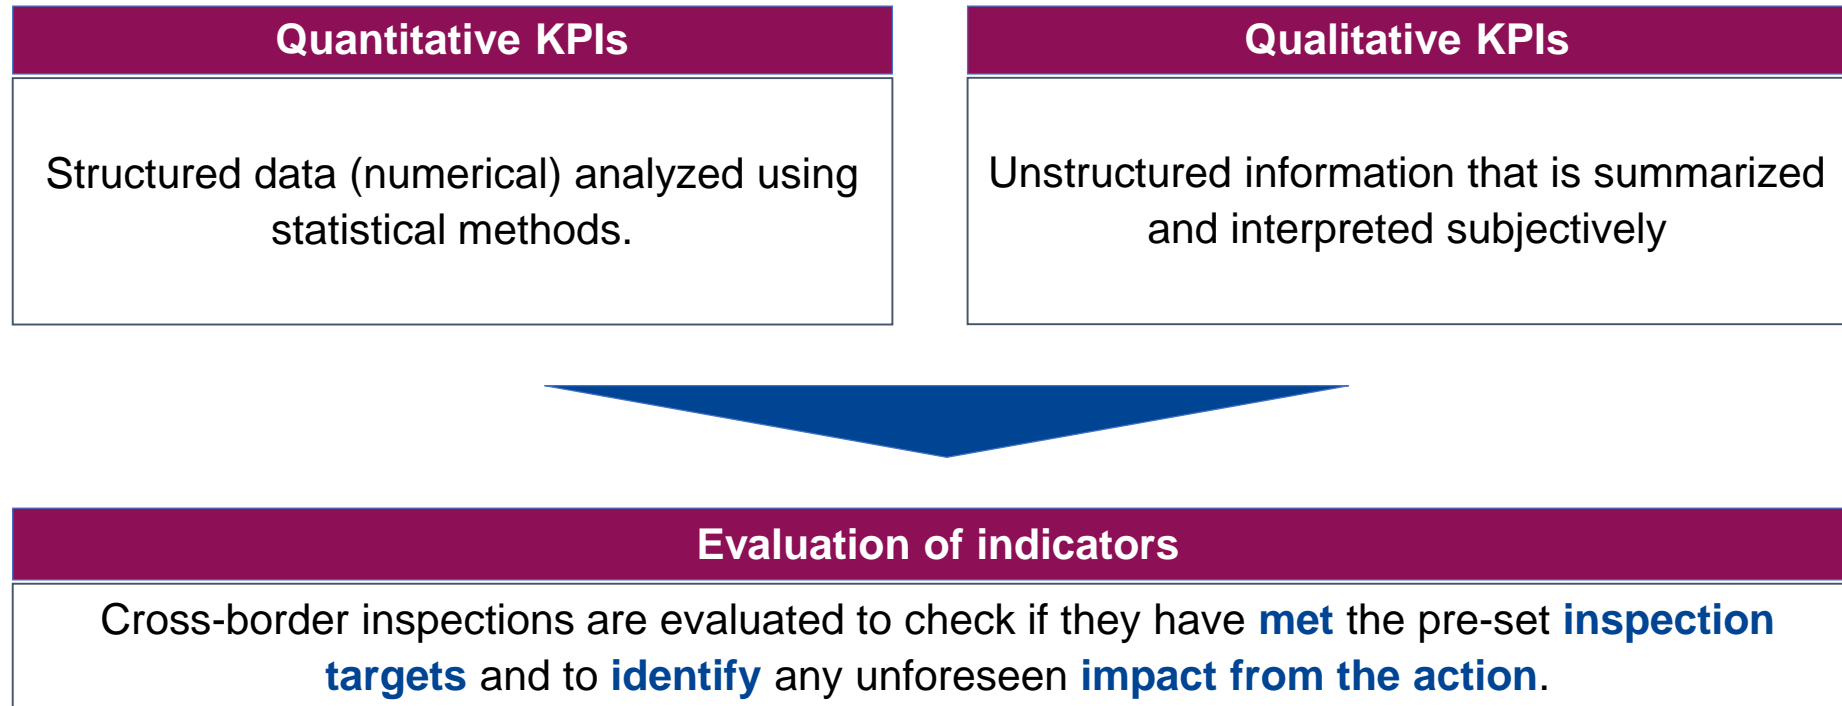 Quantitative KPIs
Structured data (numerical) analyzed using
statistical methods.
Qualitative KPIs
Unstructured information that is summarized
and interpreted subjectively
Evaluation of indicators
Cross-border inspections are evaluated to check if they have met the pre-set inspection
targets and to identify any unforeseen impact from the action.